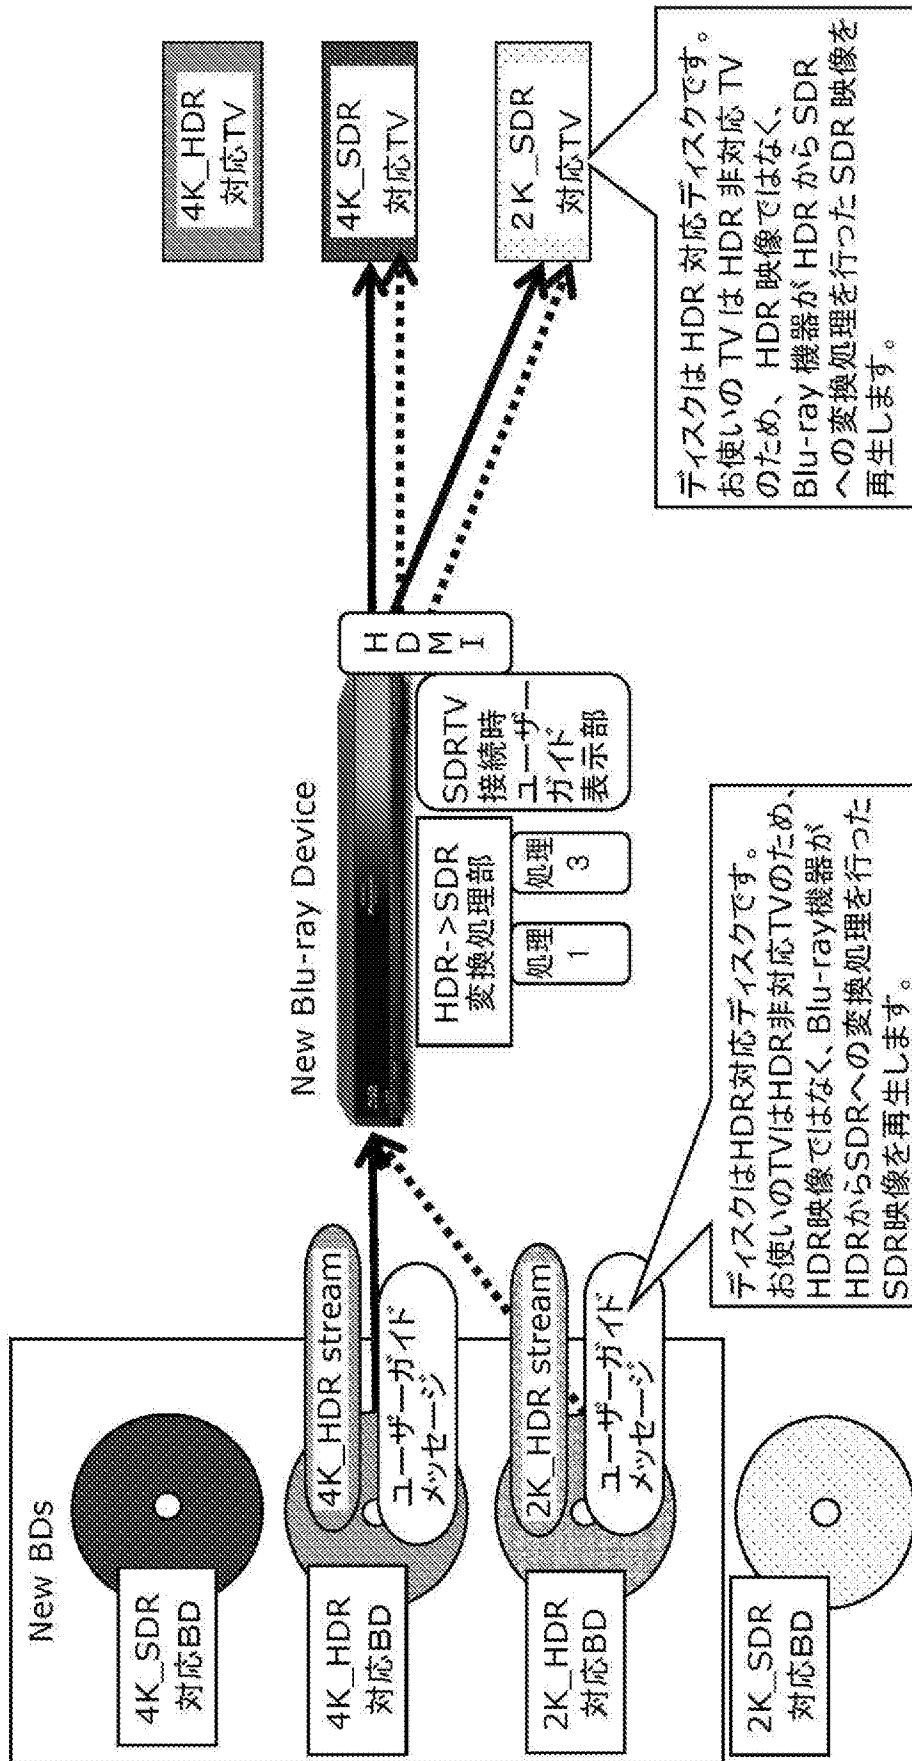 New BDs
4K_SDR
対応BD
4K_HDR
対応BD
4K_HDR stream
ユーザーガイド
メッセージ
2K_HDR
対応BD
2K_HDR stream
ユーザーガイド
メッセージ
2K_SDR
対応BD
New Blu-ray Device
HDR->SDR
変換処理部
処理
1
処理
3
SDRTV
接続時
ユーザー
ガイド
表示部
H
D
M
I
4K_HDR
対応TV
4K_SDR
対応TV
2K_SDR
対応TV
ディスクはHDR対応ディスクです。
お使いのTVはHDR非対応TVのため、
HDR映像ではなく、Blu-ray機器が
HDRからSDRへの変換処理を行った
SDR映像を再生します。
ディスクは HDR 対応ディスクです。
お使いの TV は HDR 非対応 TV
のため、 HDR 映像ではなく、
Blu-ray 機器が HDR から SDR
への変換処理を行った SDR 映像を
再生します。